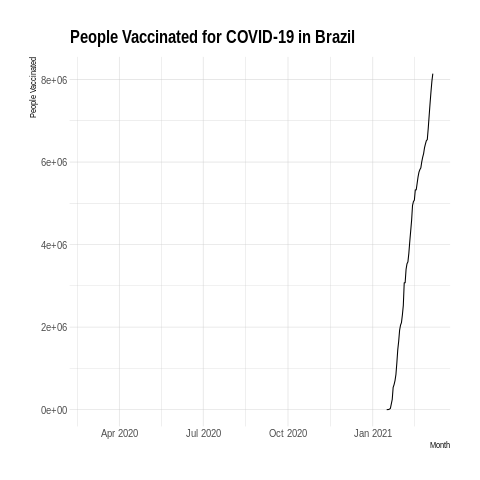 People Vaccinated for COVID-19 in Brazil
People Vaccinated
8e+06
6e+06
4e+06
2e+06
0e+00
Apr 2020 Jul 2020 Oct 2020 Jan 2021
Month